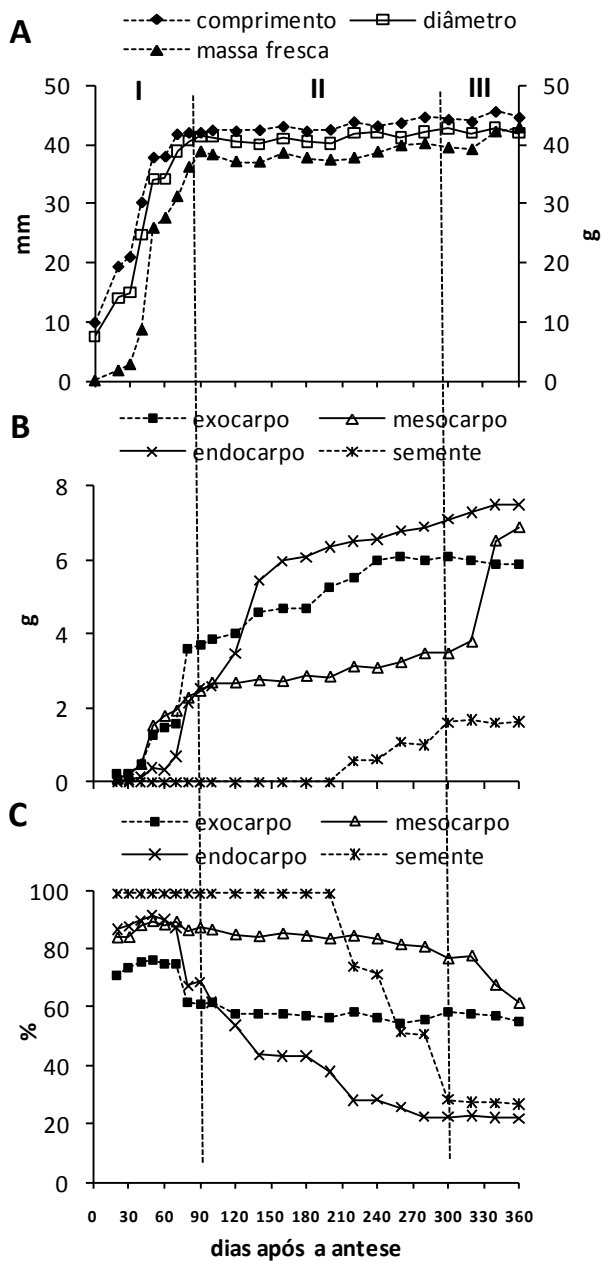 A
comprimento diâmetro
massa fresca
I II III
50 50
40 40
30 30
20 20
10 10
0 0
mm g
B
exocarpo mesocarpo
endocarpo semente
8
6
4
2
0
g
C
exocarpo mesocarpo
endocarpo semente
100
80
60
40
20
0
%
0 30 60 90 120 150 180 210 240 270 300 330 360
dias após a antese